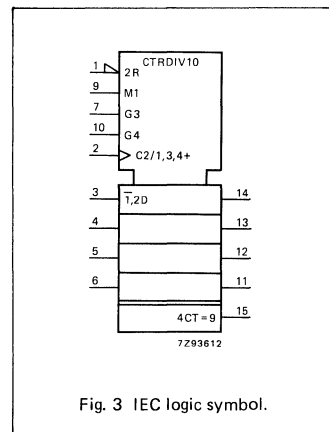 CTRDIV10
1 2R
9 M1
7 G3
10 G4
2 C2/1,3,4+
3 1̅,2D 14
4 13
5 12
6 11
4CT = 9 15
7Z93612
Fig. 3 IEC logic symbol.